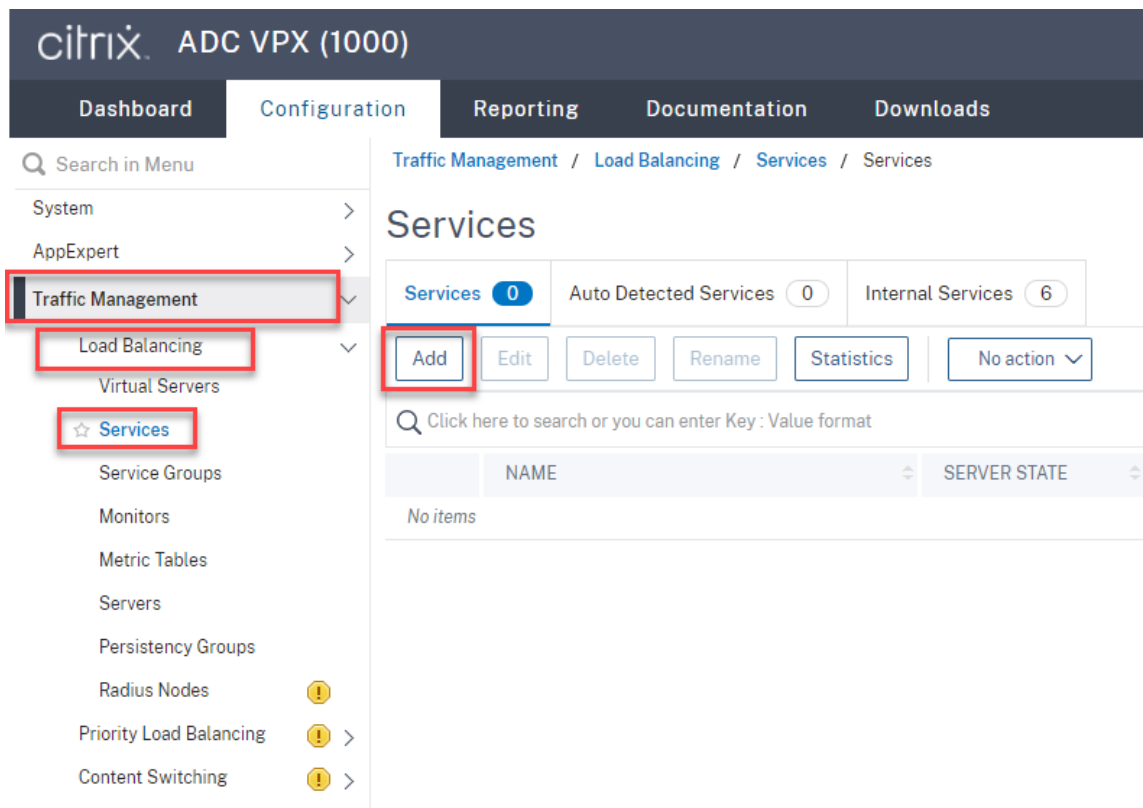 citrix. ADC VPX (1000)
Dashboard Configuration Reporting Documentation Downloads
Search in Menu
System
AppExpert
Traffic Management
Load Balancing
Virtual Servers
Services
Service Groups
Monitors
Metric Tables
Servers
Persistency Groups
Radius Nodes
Priority Load Balancing
Content Switching
Traffic Management / Load Balancing / Services / Services
Services
Services 0 Auto Detected Services 0 Internal Services 6
Add Edit Delete Rename Statistics No action
Click here to search or you can enter Key : Value format
NAME SERVER STATE
No items